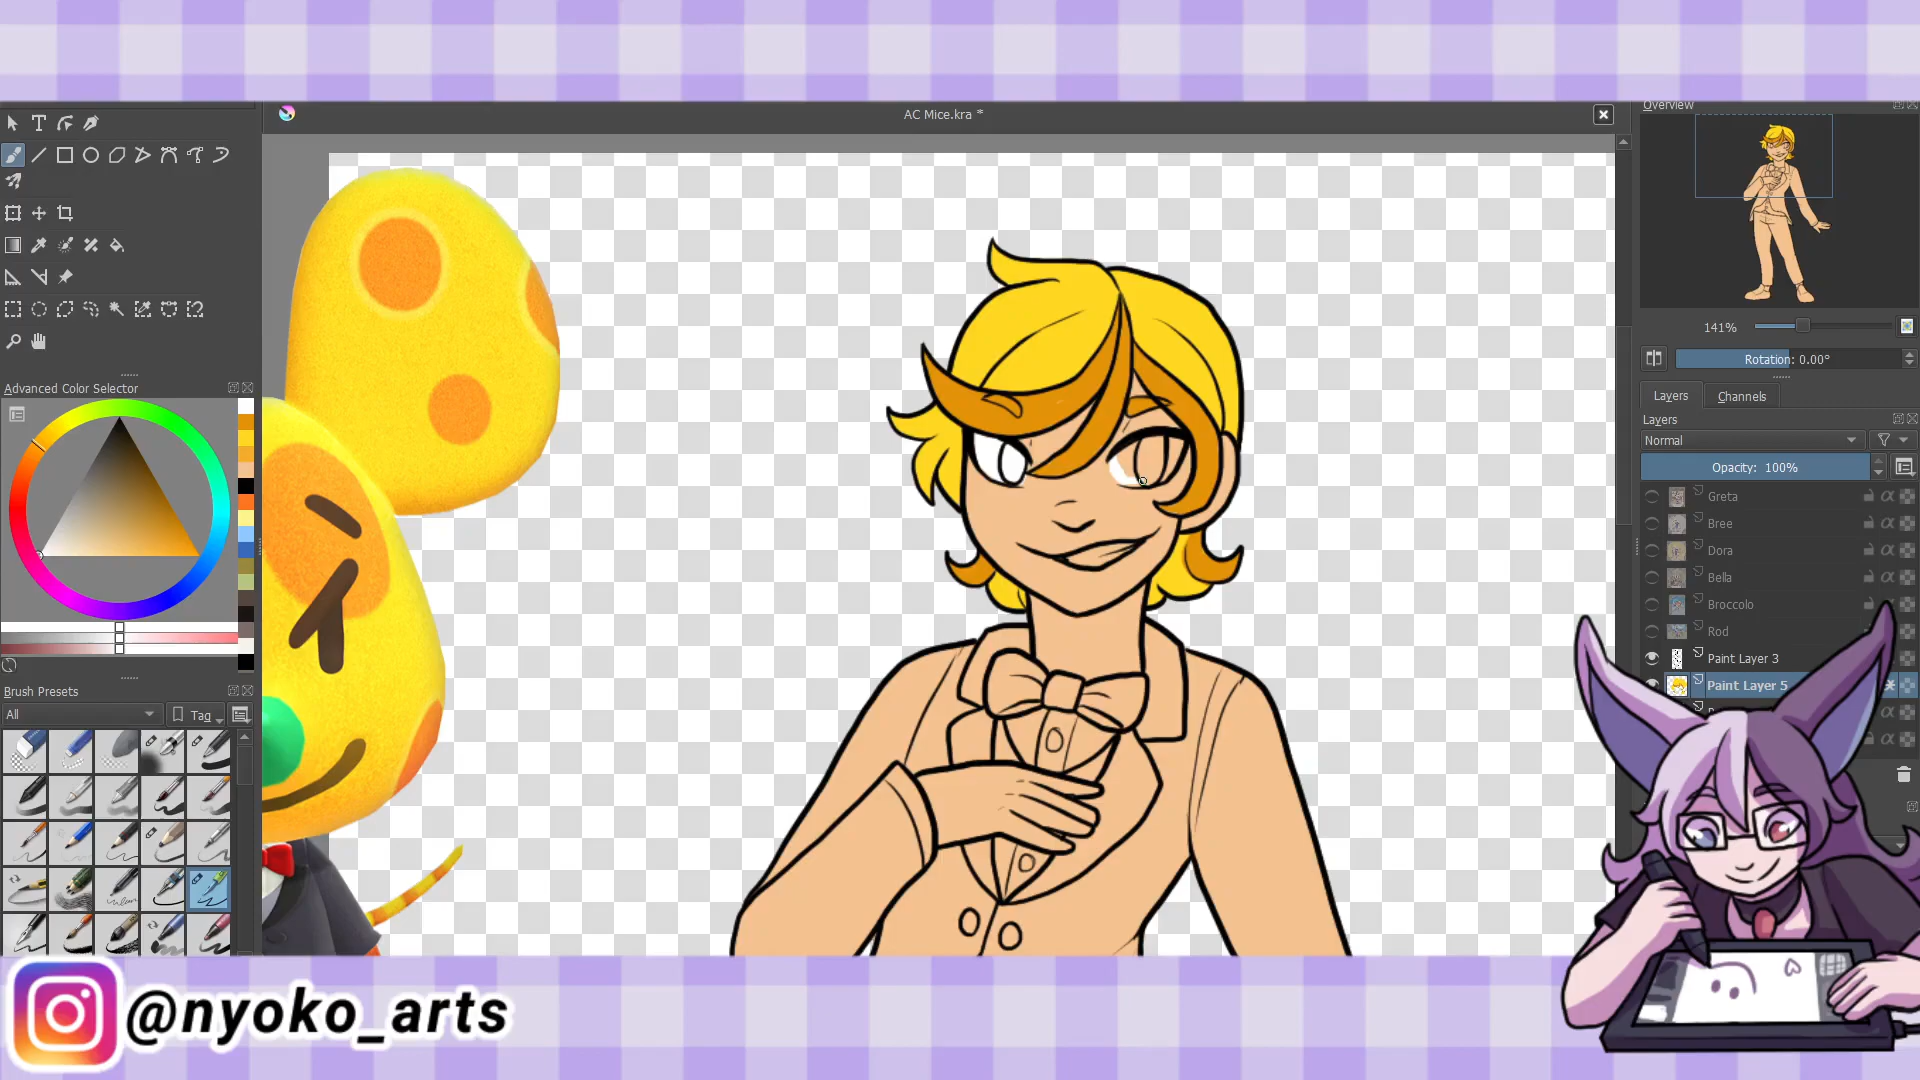 AC Mice.kra *
Overview
141%
Rotation: 0.00°
Layers
Channels
Layers
Normal
Opacity: 100%
Greta
Bree
Dora
Bella
Broccolo
Rod
Paint Layer 3
Paint Layer 5
Advanced Color Selector
Brush Presets
All
Tag
@nyoko_arts